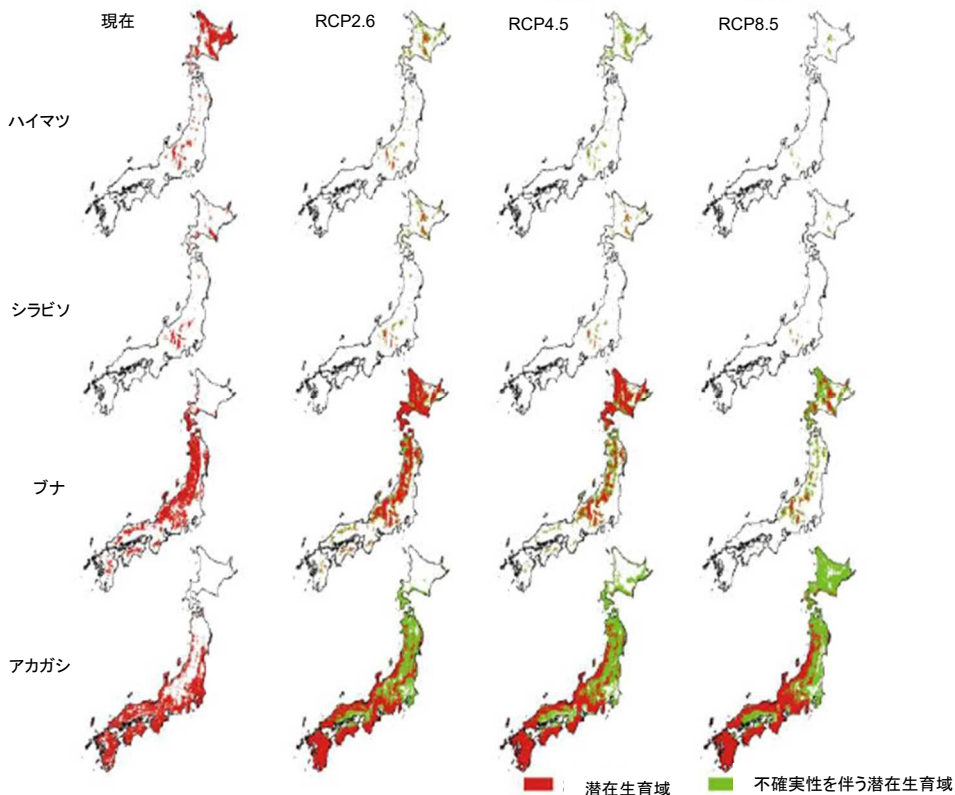 現在
RCP2.6
RCP4.5
RCP8.5
ハイマツ
シラビソ
ブナ
アカガシ
潜在生育域
不確実性を伴う潜在生育域